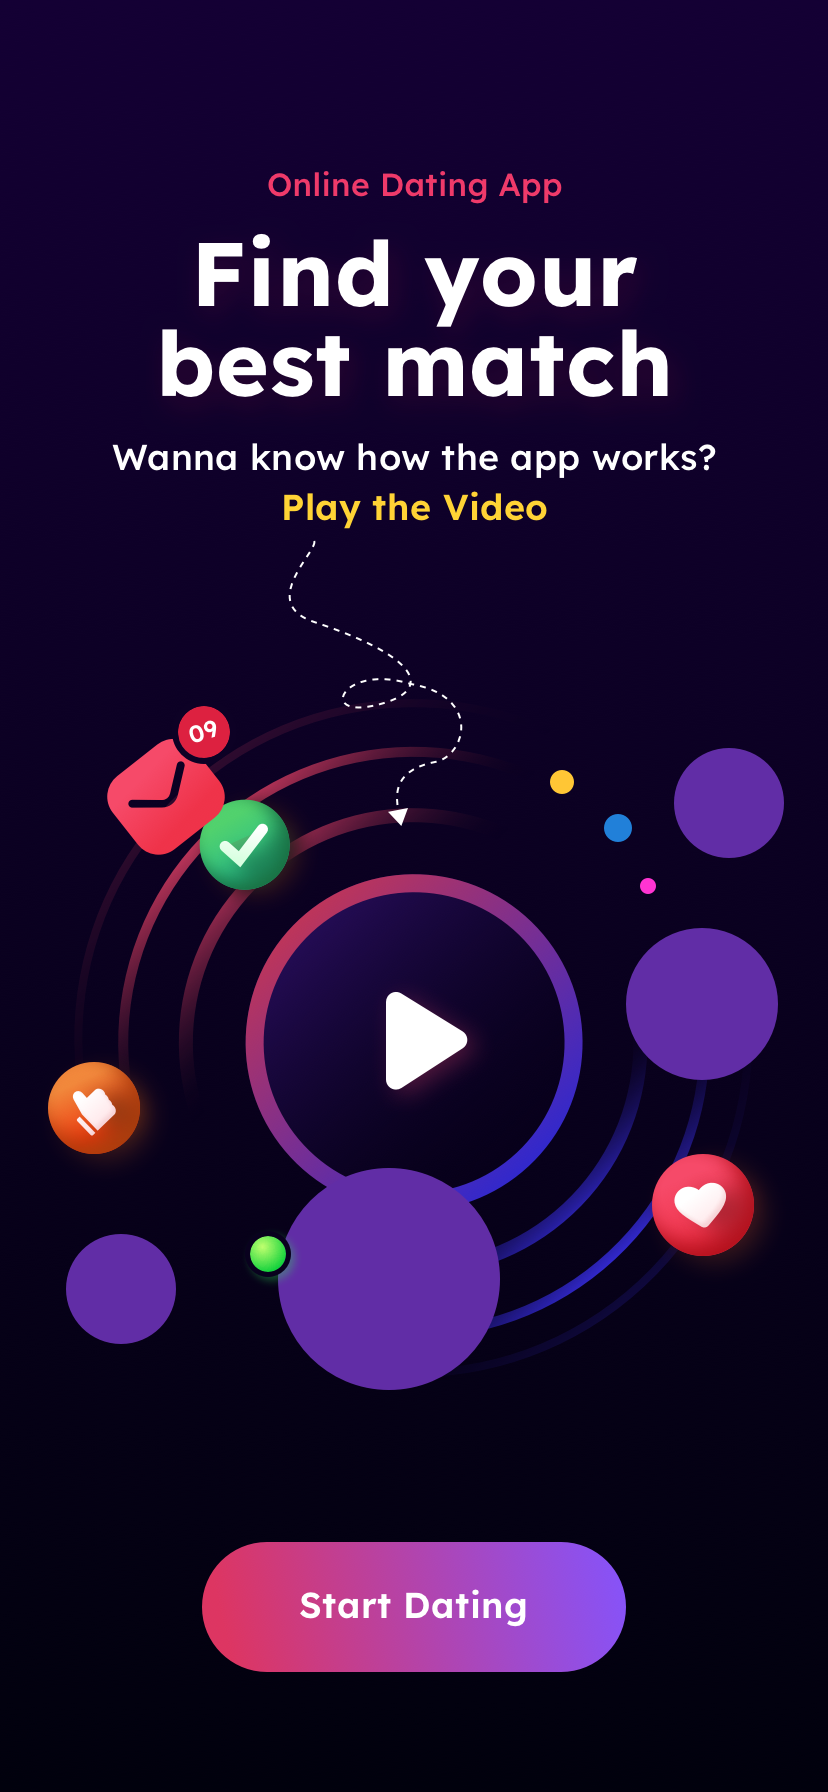 Online Dating App
Find your
best match
Wanna know how the app works?
Play the Video
09
Start Dating